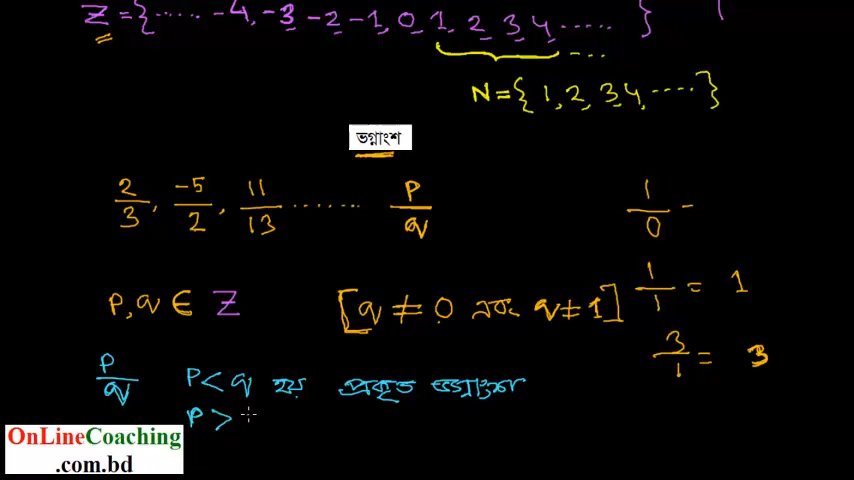 Z = { ...... -4, -3 -2 -1, 0, 1, 2, 3, 4 ...... }
N = { 1, 2, 3, 4, ..... }
ভগ্নাংশ
2/3, -5/2, 11/13 ........ P/q 1/0 =
p, q ∈ Z [q ≠ 0 এবং q ≠ 1] 1/1 = 1
3/1 = 3
P/q P < q হয় প্রকৃত ভগ্নাংশ
P >
OnLineCoaching
.com.bd